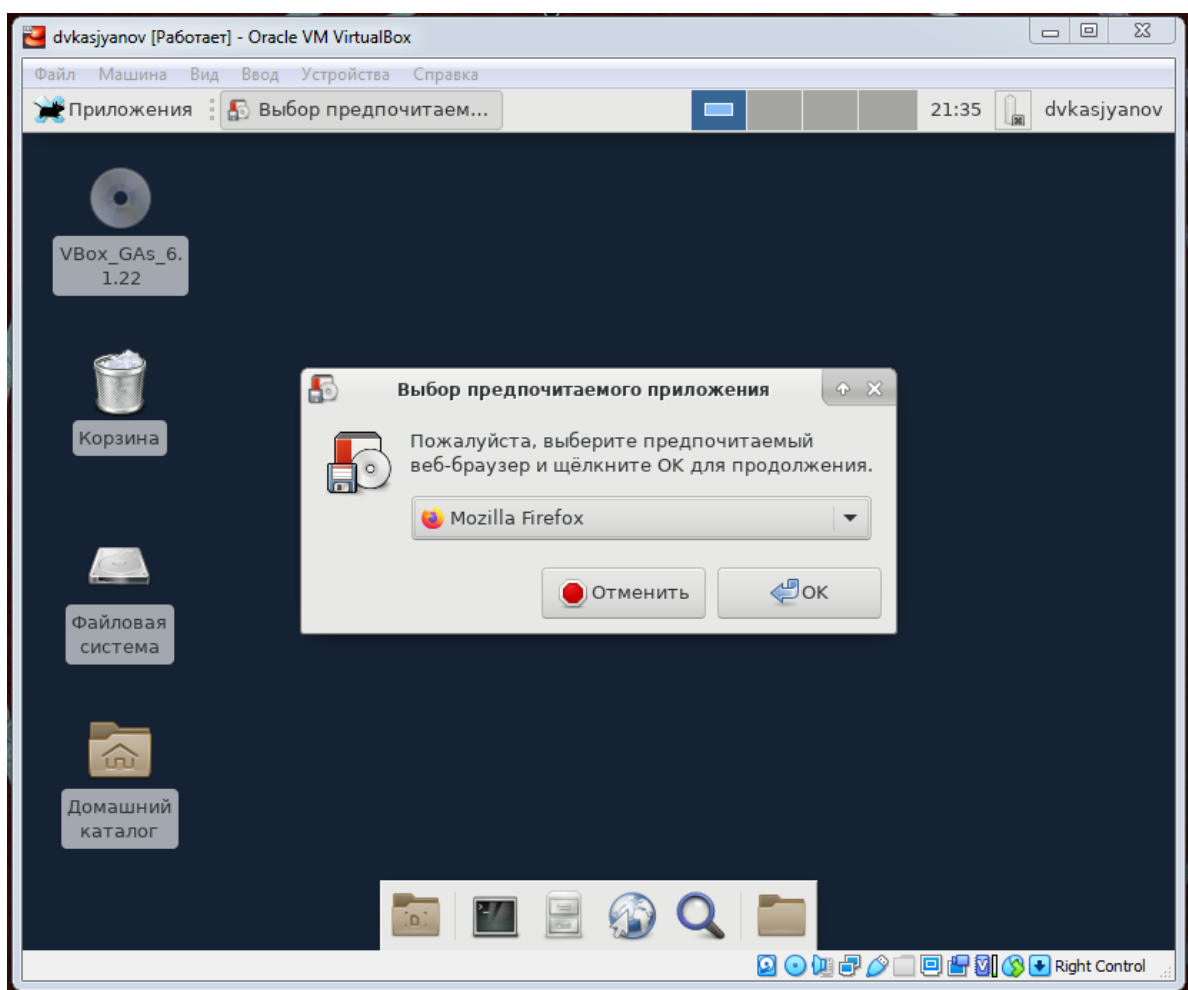 dvkasjyanov [Работает] - Oracle VM VirtualBox
Файл Машина Вид Ввод Устройства Справка
Приложения Выбор предпочитаем... 21:35 dvkasjyanov
VBox_GAs_6.
1.22
Корзина
Файловая
система
Домашний
каталог
Выбор предпочитаемого приложения
Пожалуйста, выберите предпочитаемый
веб-браузер и щёлкните OK для продолжения.
Mozilla Firefox
Отменить OK
Right Control